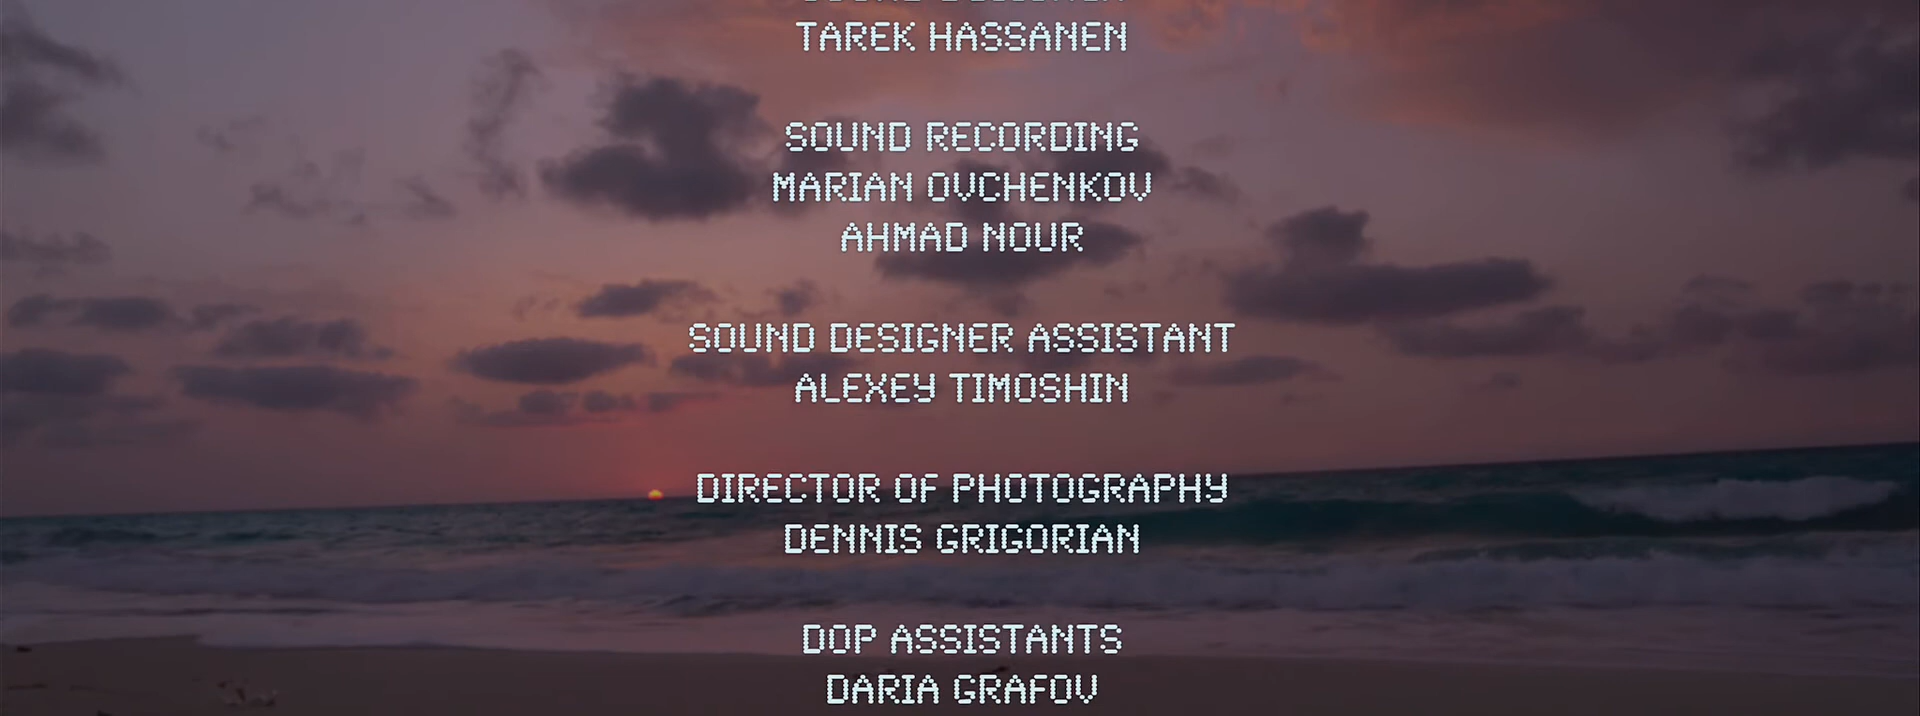 TAREK HASSANEN
SOUND RECORDING
MARIAN OVCHENKOV
AHMAD NOUR
SOUND DESIGNER ASSISTANT
ALEXEY TIMOSHIN
DIRECTOR OF PHOTOGRAPHY
DENNIS GRIGORIAN
DOP ASSISTANTS
DARIA GRAFOV